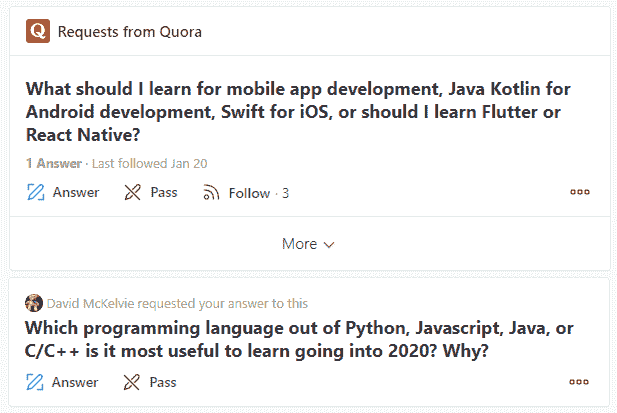 Q Requests from Quora
What should I learn for mobile app development, Java Kotlin for
Android development, Swift for iOS, or should I learn Flutter or
React Native?
1 Answer · Last followed Jan 20
Answer Pass Follow · 3
More
David McKelvie requested your answer to this
Which programming language out of Python, Javascript, Java, or
C/C++ is it most useful to learn going into 2020? Why?
Answer Pass